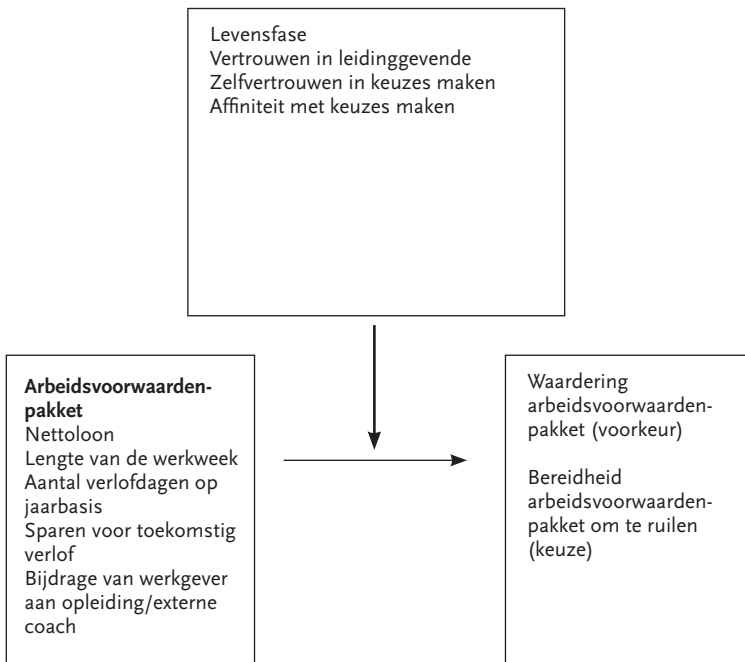 Levensfase
Vertrouwen in leidinggevende
Zelfvertrouwen in keuzes maken
Affiniteit met keuzes maken
Arbeidsvoorwaarden-
pakket
Nettoloon
Lengte van de werkweek
Aantal verlofdagen op
jaarbasis
Sparen voor toekomstig
verlof
Bijdrage van werkgever
aan opleiding/externe
coach
Waardering
arbeidsvoorwaarden-
pakket (voorkeur)
Bereidheid
arbeidsvoorwaarden-
pakket om te ruilen
(keuze)